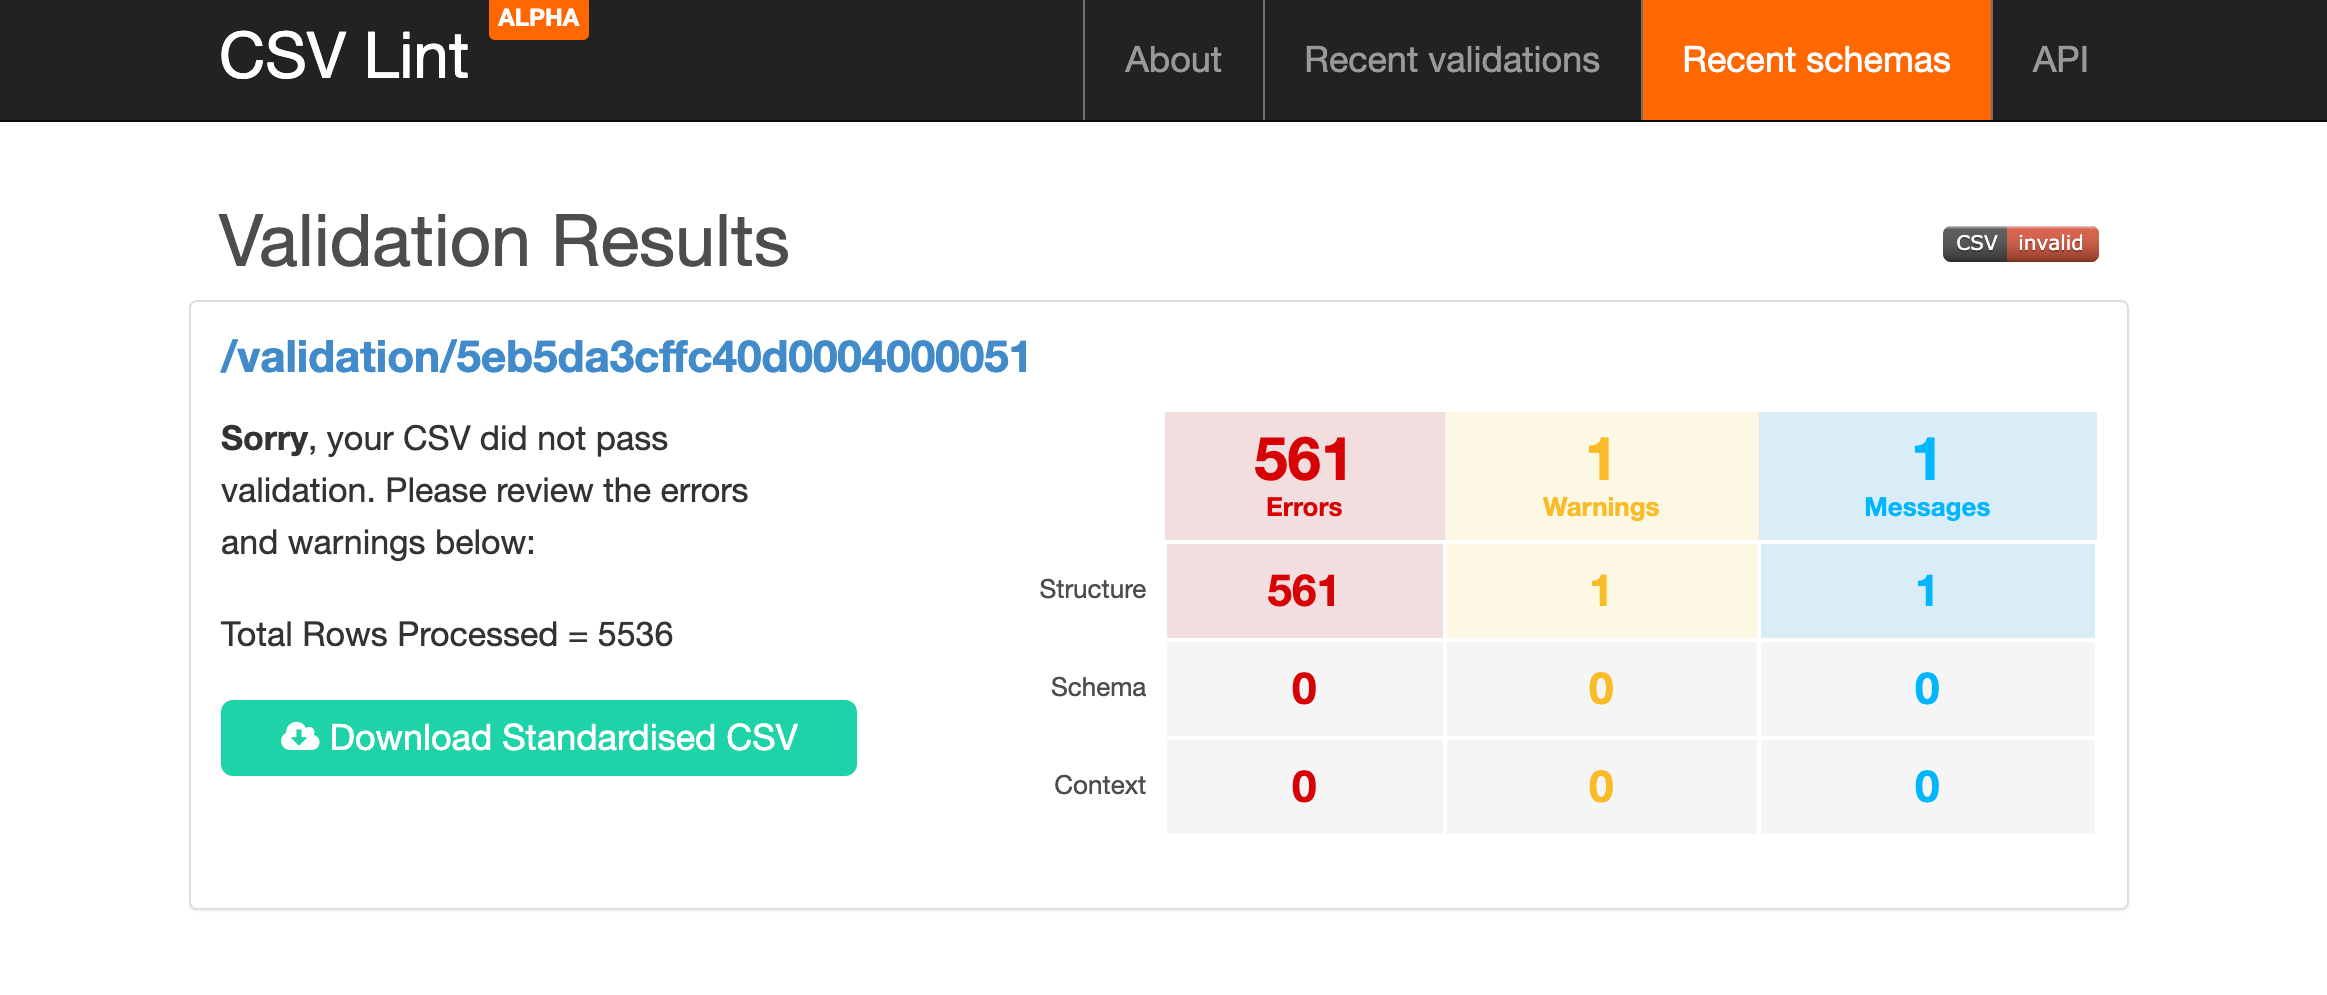 CSV Lint
ALPHA
About
Recent validations
Recent schemas
API
Validation Results
CSV invalid
/validation/5eb5da3cffc40d0004000051
Sorry, your CSV did not pass
validation. Please review the errors
and warnings below:
Total Rows Processed = 5536
Download Standardised CSV
561 1 1
Errors Warnings Messages
Structure 561 1 1
Schema 0 0 0
Context 0 0 0